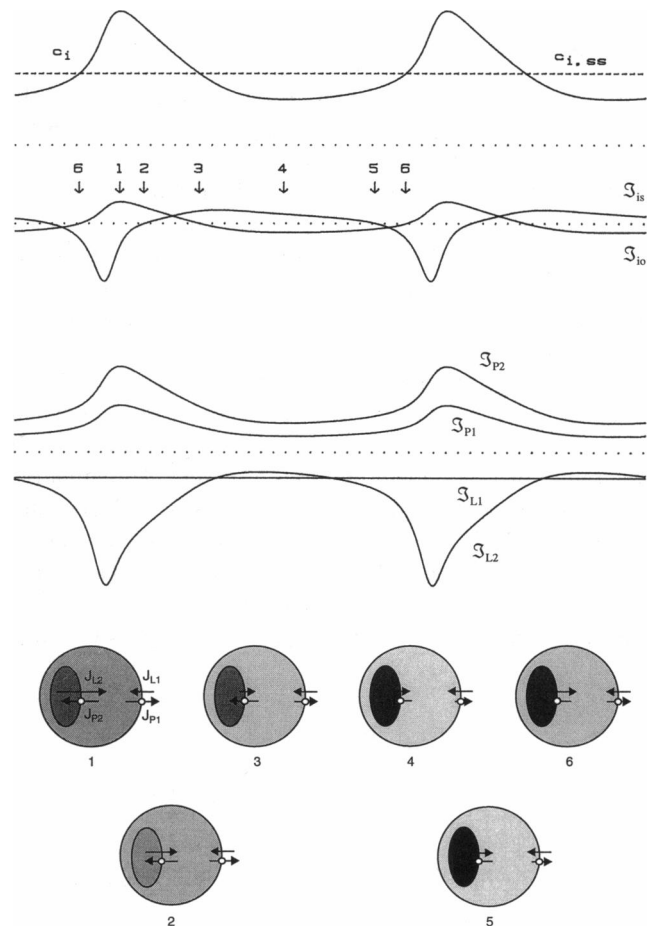 c_i c_i,ss
6 1 2 3 4 5 6
ℑ_is
ℑ_io
ℑ_P2
ℑ_P1
ℑ_L1
ℑ_L2
J_L2 J_L1
J_P2 J_P1
1 3 4 6
2 5